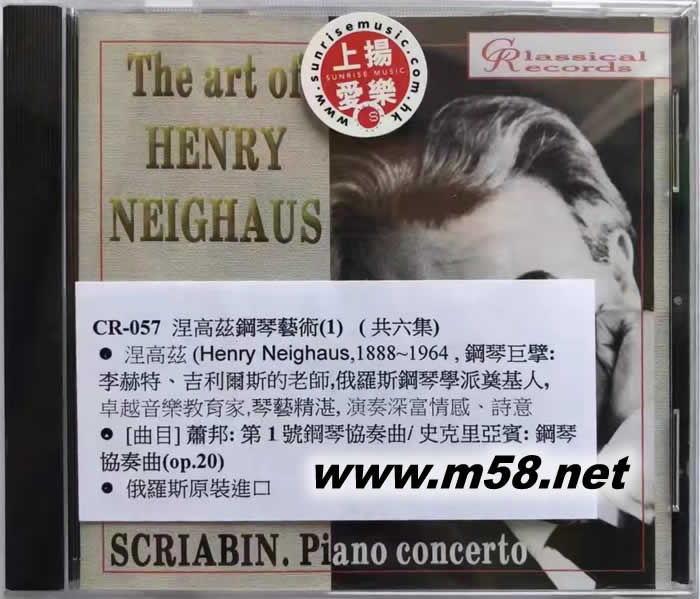 www.sunrisemusic.com.hk
上揚
SUNRISE MUSIC
愛樂
S
Classical
Records
The art of
HENRY
NEIGHAUS
CR-057 涅高茲鋼琴藝術(1) (共六集)
● 涅高茲 (Henry Neighaus,1888~1964 , 鋼琴巨擘:
李赫特、吉利爾斯的老師,俄羅斯鋼琴學派奠基人,
卓越音樂教育家,琴藝精湛, 演奏深富情感、詩意
● [曲目] 蕭邦: 第 1 號鋼琴協奏曲/ 史克里亞賓: 鋼琴
協奏曲(op.20)
● 俄羅斯原裝進口
www.m58.net
SCRIABIN. Piano concerto